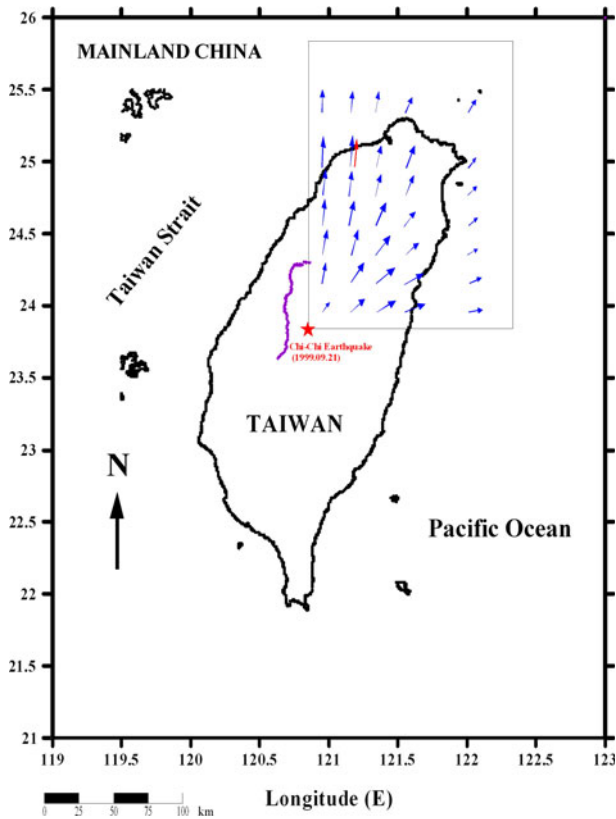 26
MAINLAND CHINA
25.5
25
Taiwan Strait
24.5
24
Chi-Chi Earthquake
(1999.09.21)
23.5
TAIWAN
23
N
22.5
Pacific Ocean
22
21.5
21
119
119.5
120
120.5
121
121.5
122
122.5
123
0 25 50 75 100 km
Longitude (E)